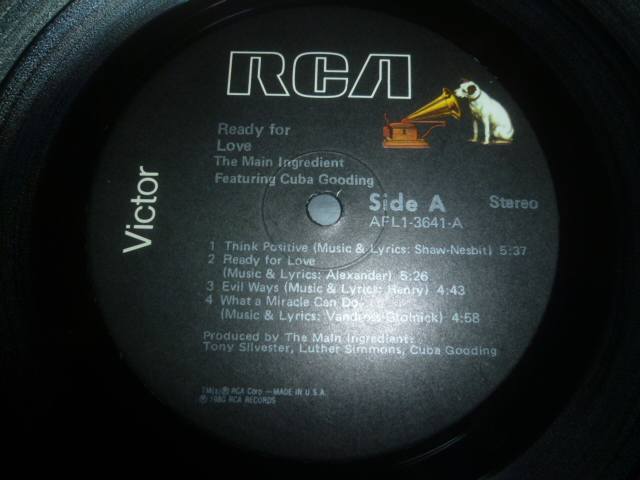 RCA
Ready for
Love
The Main Ingredient
Featuring Cuba Gooding
Victor
Side A
Stereo
AFL1-3641-A
1 Think Positive (Music & Lyrics: Shaw-Nesbit) 5:37
2 Ready for Love
(Music & Lyrics: Alexander) 5:26
3 Evil Ways (Music & Lyrics: Henry) 4:43
4 What a Miracle Can Do
(Music & Lyrics: Vandross-Grolnick) 4:58
Produced by The Main Ingredient:
Tony Silvester, Luther Simmons, Cuba Gooding
TM(s) ® RCA Corp.—MADE IN U.S.A.
℗ 1980 RCA RECORDS